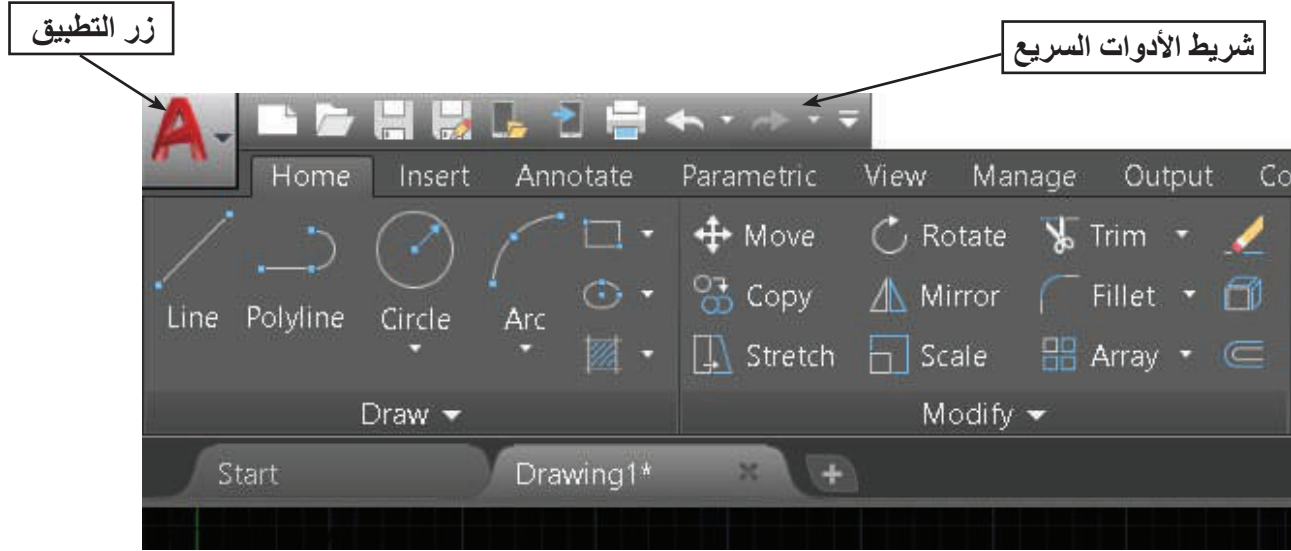 زر التطبيق
شريط الأدوات السريع
Home Insert Annotate Parametric View Manage Output Co
Move Rotate Trim
Line Polyline Circle Arc Copy Mirror Fillet
Stretch Scale Array
Draw Modify
Start Drawing1*